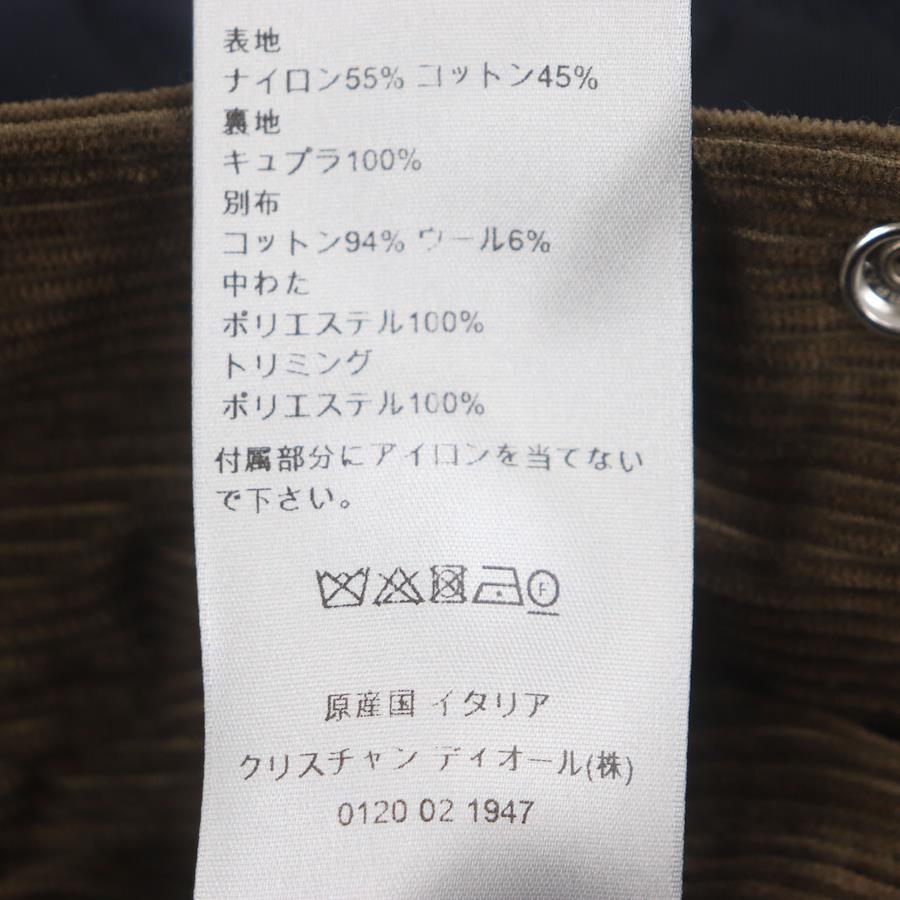 表地
ナイロン55% コットン45%
裏地
キュプラ100%
別布
コットン94% ウール6%
中わた
ポリエステル100%
トリミング
ポリエステル100%
付属部分にアイロンを当てない
で下さい。
F
原産国 イタリア
クリスチャン ディオール(株)
0120 02 1947